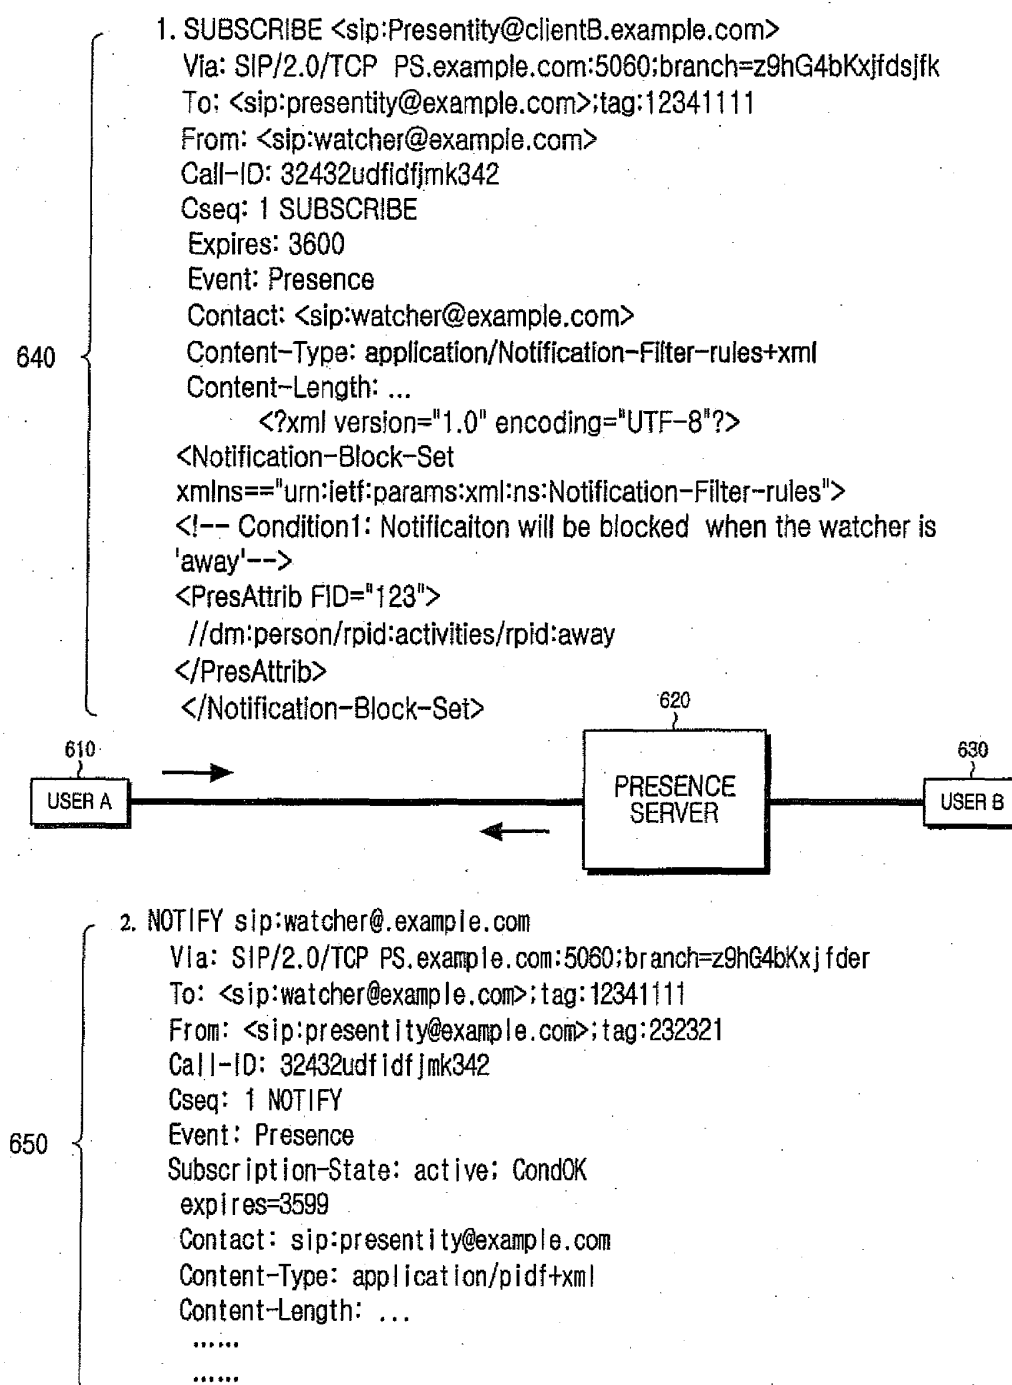 1. SUBSCRIBE <sip:Presentity@clientB.example.com>
Via: SIP/2.0/TCP PS.example.com:5060;branch=z9hG4bKxjfdsjfk
To: <sip:presentity@example.com>;tag:12341111
From: <sip:watcher@example.com>
Call-ID: 32432udfidfjmk342
Cseq: 1 SUBSCRIBE
Expires: 3600
Event: Presence
Contact: <sip:watcher@example.com>
640
Content-Type: application/Notification-Filter-rules+xml
Content-Length: ...
<?xml version="1.0" encoding="UTF-8"?>
<Notification-Block-Set
xmlns=="urn:ietf:params:xml:ns:Notification-Filter-rules">
<!-- Condition1: Notificaiton will be blocked when the watcher is
'away'-->
<PresAttrib FID="123">
//dm:person/rpid:activities/rpid:away
</PresAttrib>
</Notification-Block-Set>
620
610
630
USER A
PRESENCE
SERVER
USER B
2. NOTIFY sip:watcher@.example.com
Via: SIP/2.0/TCP PS.example.com:5060;branch=z9hG4bKxjfder
To: <sip:watcher@example.com>;tag:12341111
From: <sip:presentity@example.com>;tag:232321
Call-ID: 32432udfidfjmk342
Cseq: 1 NOTIFY
650
Event: Presence
Subscription-State: active; CondOK
expires=3599
Contact: sip:presentity@example.com
Content-Type: application/pidf+xml
Content-Length: ...
......
......